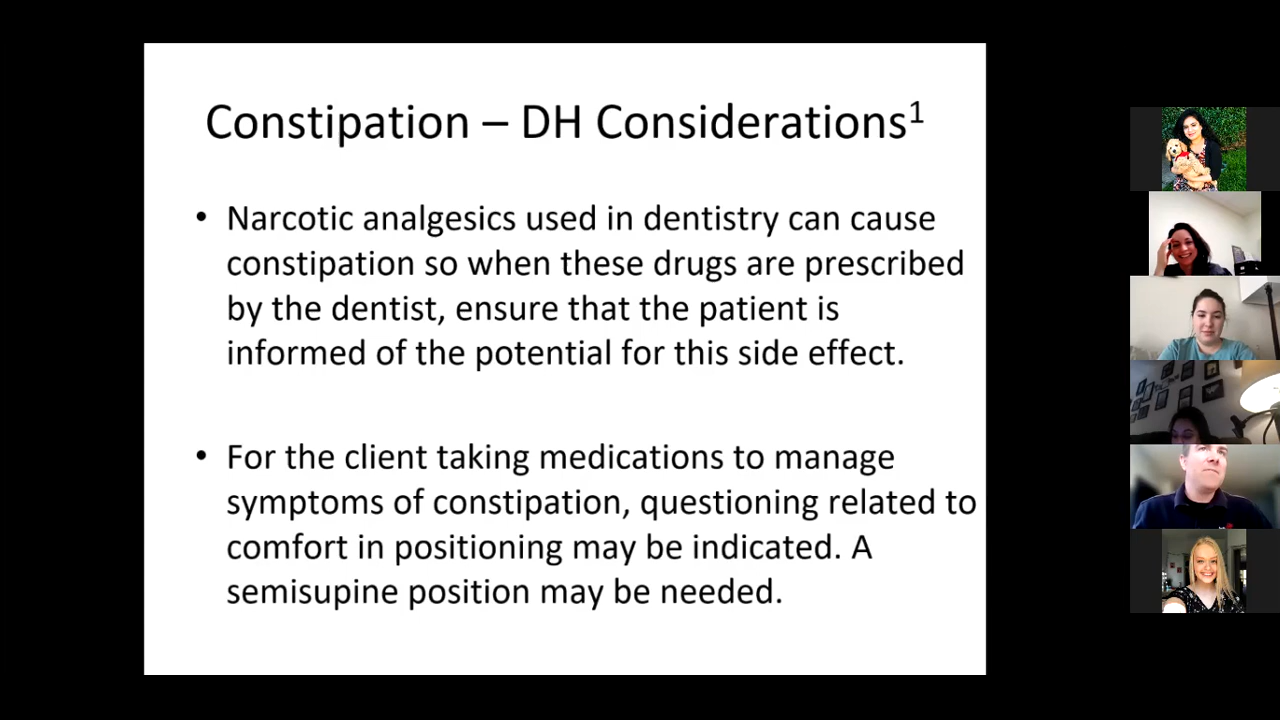 Constipation – DH Considerations¹
• Narcotic analgesics used in dentistry can cause
constipation so when these drugs are prescribed
by the dentist, ensure that the patient is
informed of the potential for this side effect.
• For the client taking medications to manage
symptoms of constipation, questioning related to
comfort in positioning may be indicated. A
semisupine position may be needed.